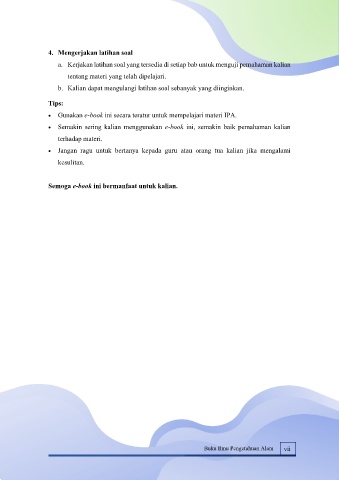 4. Mengerjakan latihan soal
a. Kerjakan latihan soal yang tersedia di setiap bab untuk menguji pemahaman kalian
tentang materi yang telah dipelajari.
b. Kalian dapat mengulangi latihan soal sebanyak yang diinginkan.
Tips:
• Gunakan e-book ini secara teratur untuk mempelajari materi IPA.
• Semakin sering kalian menggunakan e-book ini, semakin baik pemahaman kalian
terhadap materi.
• Jangan ragu untuk bertanya kepada guru atau orang tua kalian jika mengalami
kesulitan.
Semoga e-book ini bermanfaat untuk kalian.
Buku Ilmu Pengetahuan Alam vii